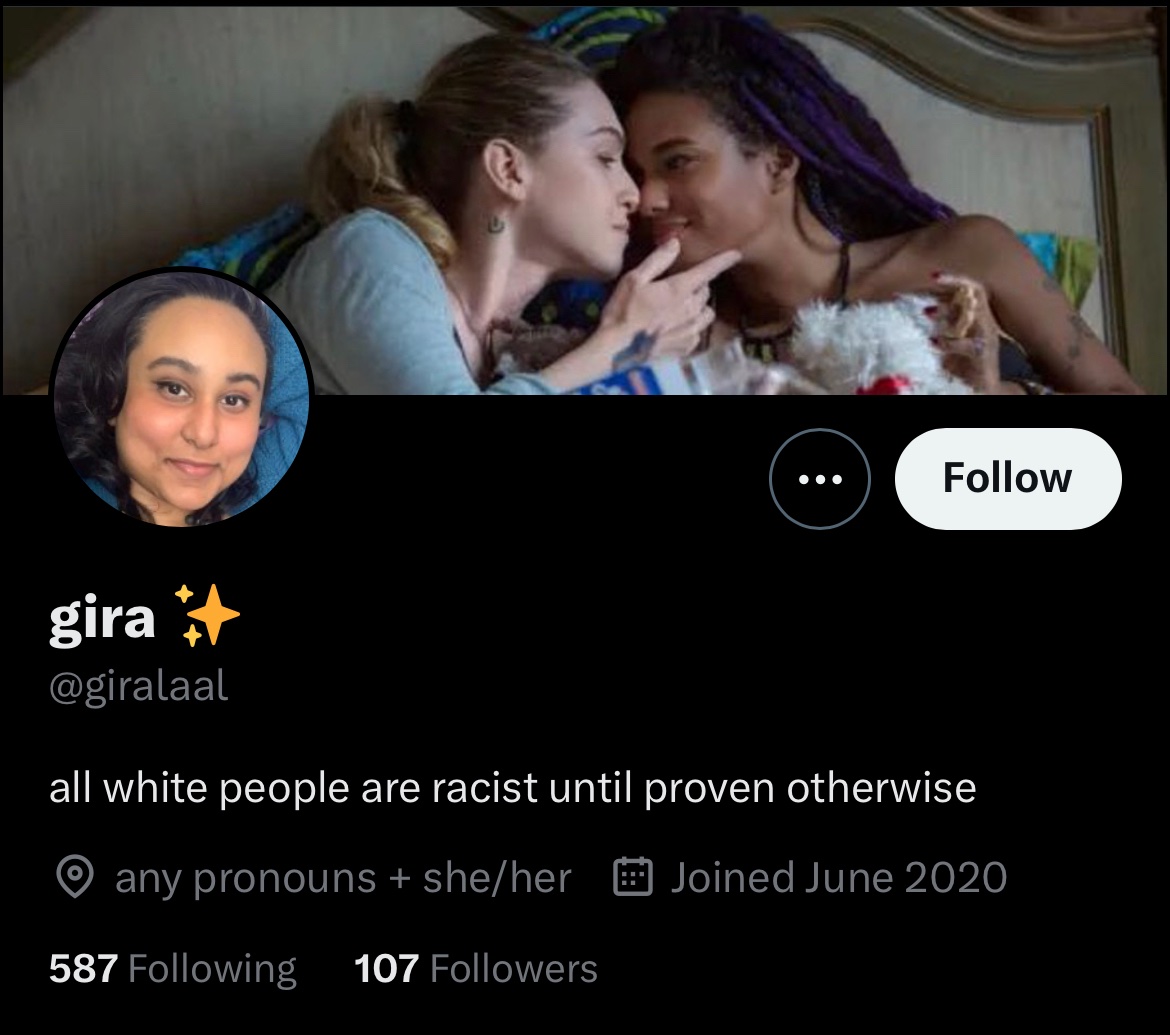 Follow
gira ✨
@giralaal
all white people are racist until proven otherwise
any pronouns + she/her Joined June 2020
587 Following 107 Followers